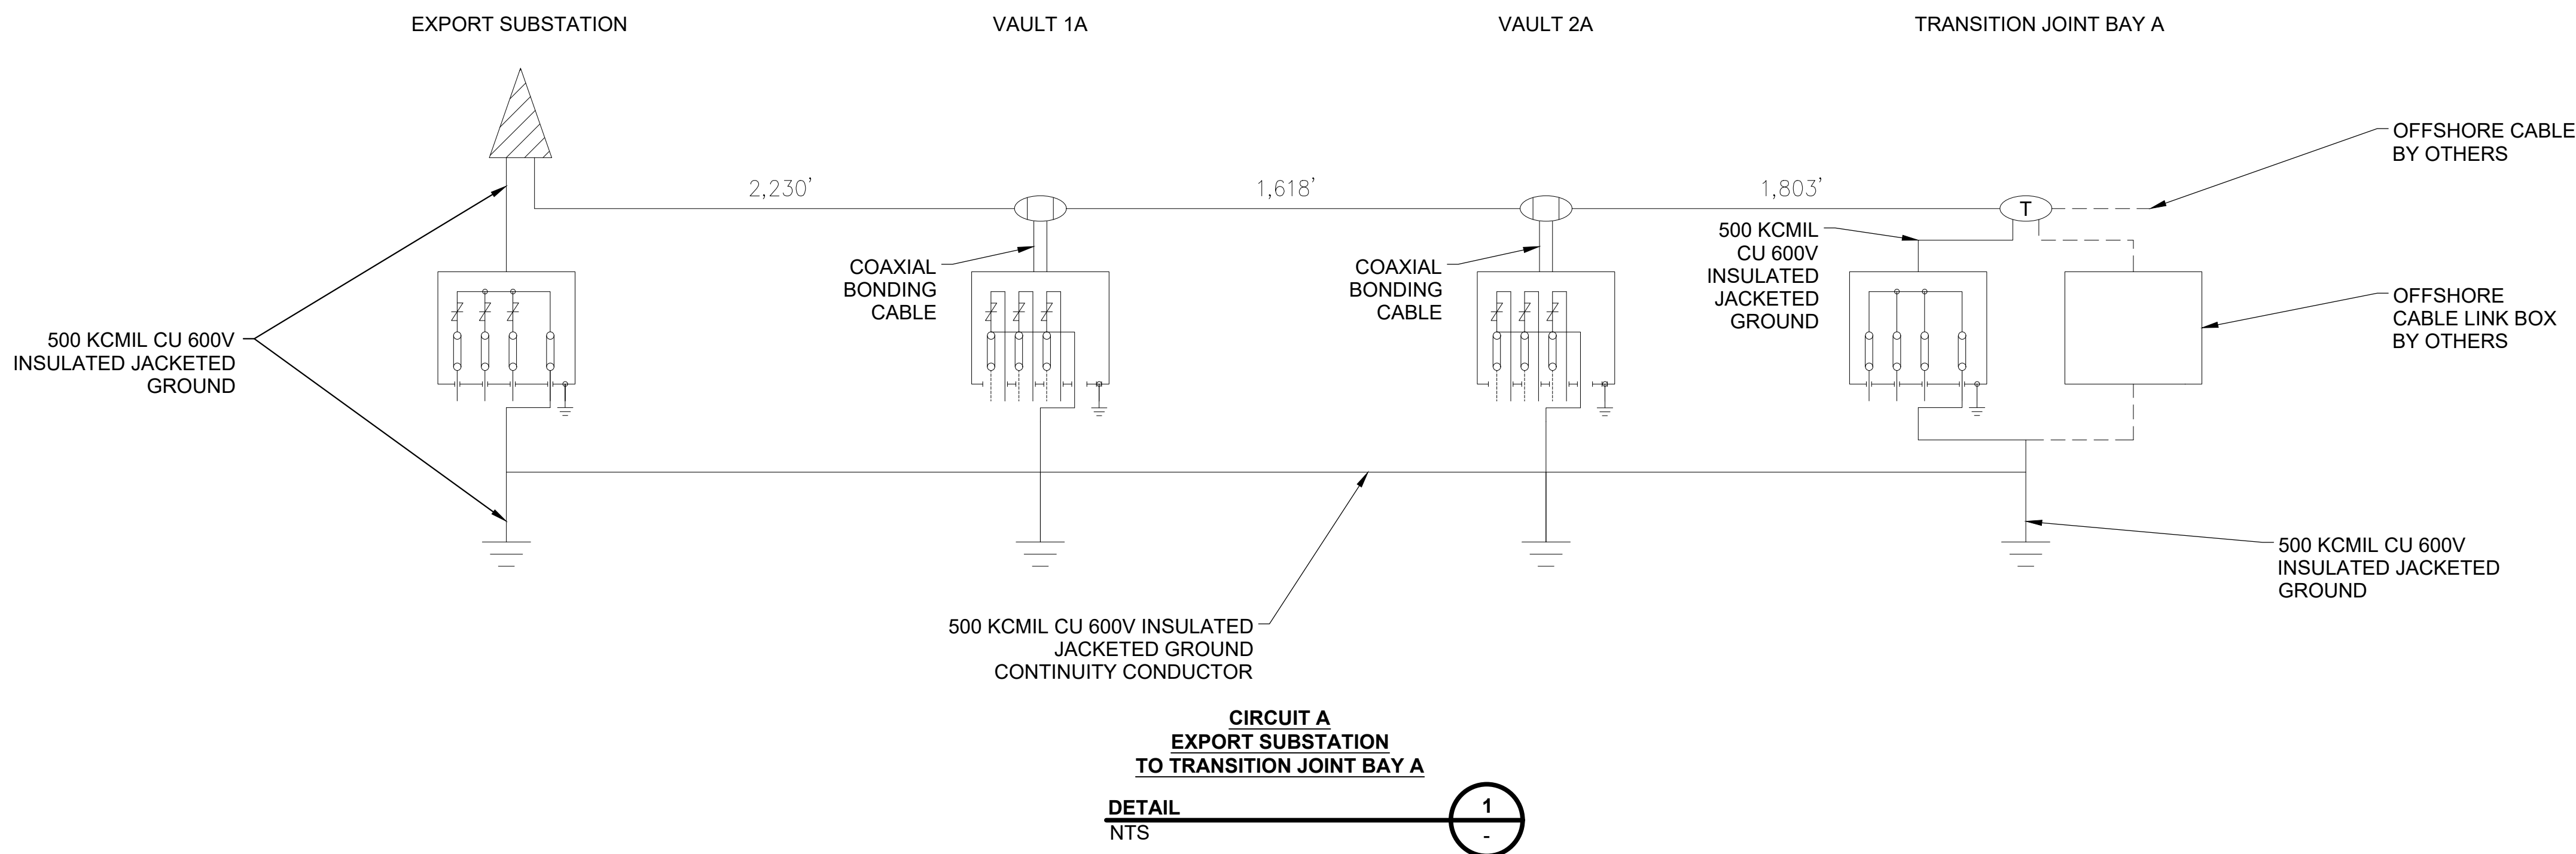 EXPORT SUBSTATION
VAULT 1A
VAULT 2A
TRANSITION JOINT BAY A
OFFSHORE CABLE
BY OTHERS
2,230'
1,618'
1,803'
T
500 KCMIL
CU 600V
INSULATED
JACKETED
GROUND
COAXIAL
BONDING
CABLE
COAXIAL
BONDING
CABLE
OFFSHORE
CABLE LINK BOX
BY OTHERS
500 KCMIL CU 600V
INSULATED JACKETED
GROUND
500 KCMIL CU 600V
INSULATED JACKETED
GROUND
500 KCMIL CU 600V INSULATED
JACKETED GROUND
CONTINUITY CONDUCTOR
CIRCUIT A
EXPORT SUBSTATION
TO TRANSITION JOINT BAY A
DETAIL
1
NTS
-